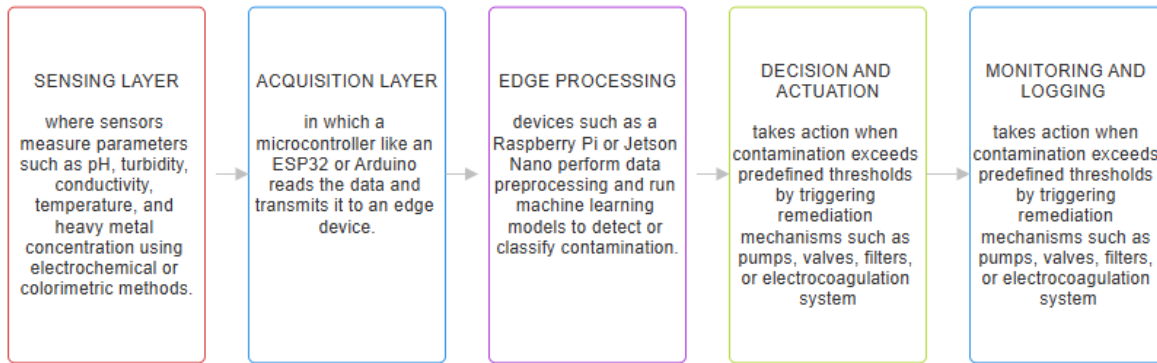 SENSING LAYER
where sensors
measure parameters
such as pH, turbidity,
conductivity,
temperature, and
heavy metal
concentration using
electrochemical or
colorimetric methods.
ACQUISITION LAYER
in which a
microcontroller like an
ESP32 or Arduino
reads the data and
transmits it to an edge
device.
EDGE PROCESSING
devices such as a
Raspberry Pi or Jetson
Nano perform data
preprocessing and run
machine learning
models to detect or
classify contamination.
DECISION AND
ACTUATION
takes action when
contamination exceeds
predefined thresholds
by triggering
remediation
mechanisms such as
pumps, valves, filters,
or electrocoagulation
system
MONITORING AND
LOGGING
takes action when
contamination exceeds
predefined thresholds
by triggering
remediation
mechanisms such as
pumps, valves, filters,
or electrocoagulation
system